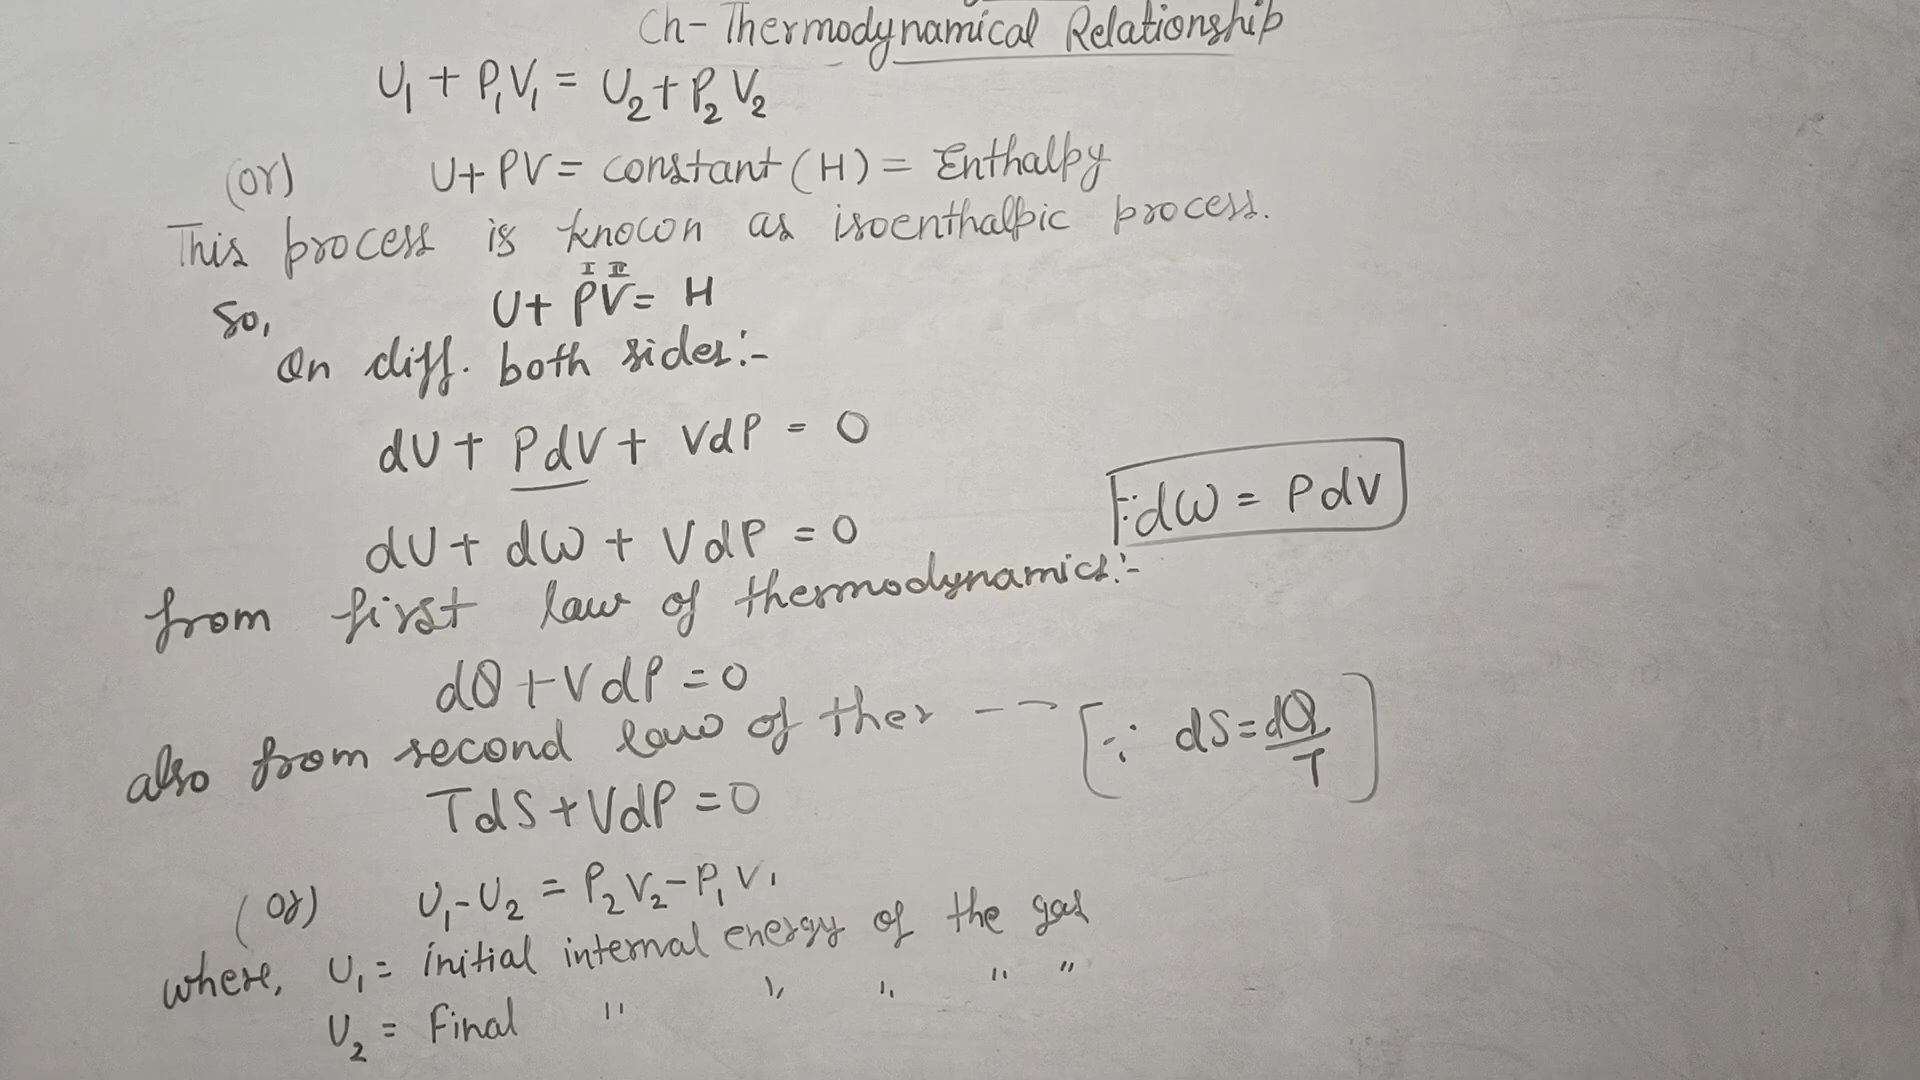 Ch- Thermodynamical Relationship
U₁ + P₁V₁ = U₂ + P₂V₂
(or) U + PV = constant (H) = Enthalpy
This process is known as isoenthalpic process.
I II
So, U + PV = H
On diff. both sides:-
dU + PdV + VdP = 0
dU + dW + VdP = 0
∵ dW = PdV
from first law of thermodynamics:-
dQ + VdP = 0
also from second law of ther -- [∵ dS = dQ/T]
TdS + VdP = 0
(or) U₁ - U₂ = P₂V₂ - P₁V₁
where, U₁ = initial internal energy of the gas
U₂ = Final " " " " "